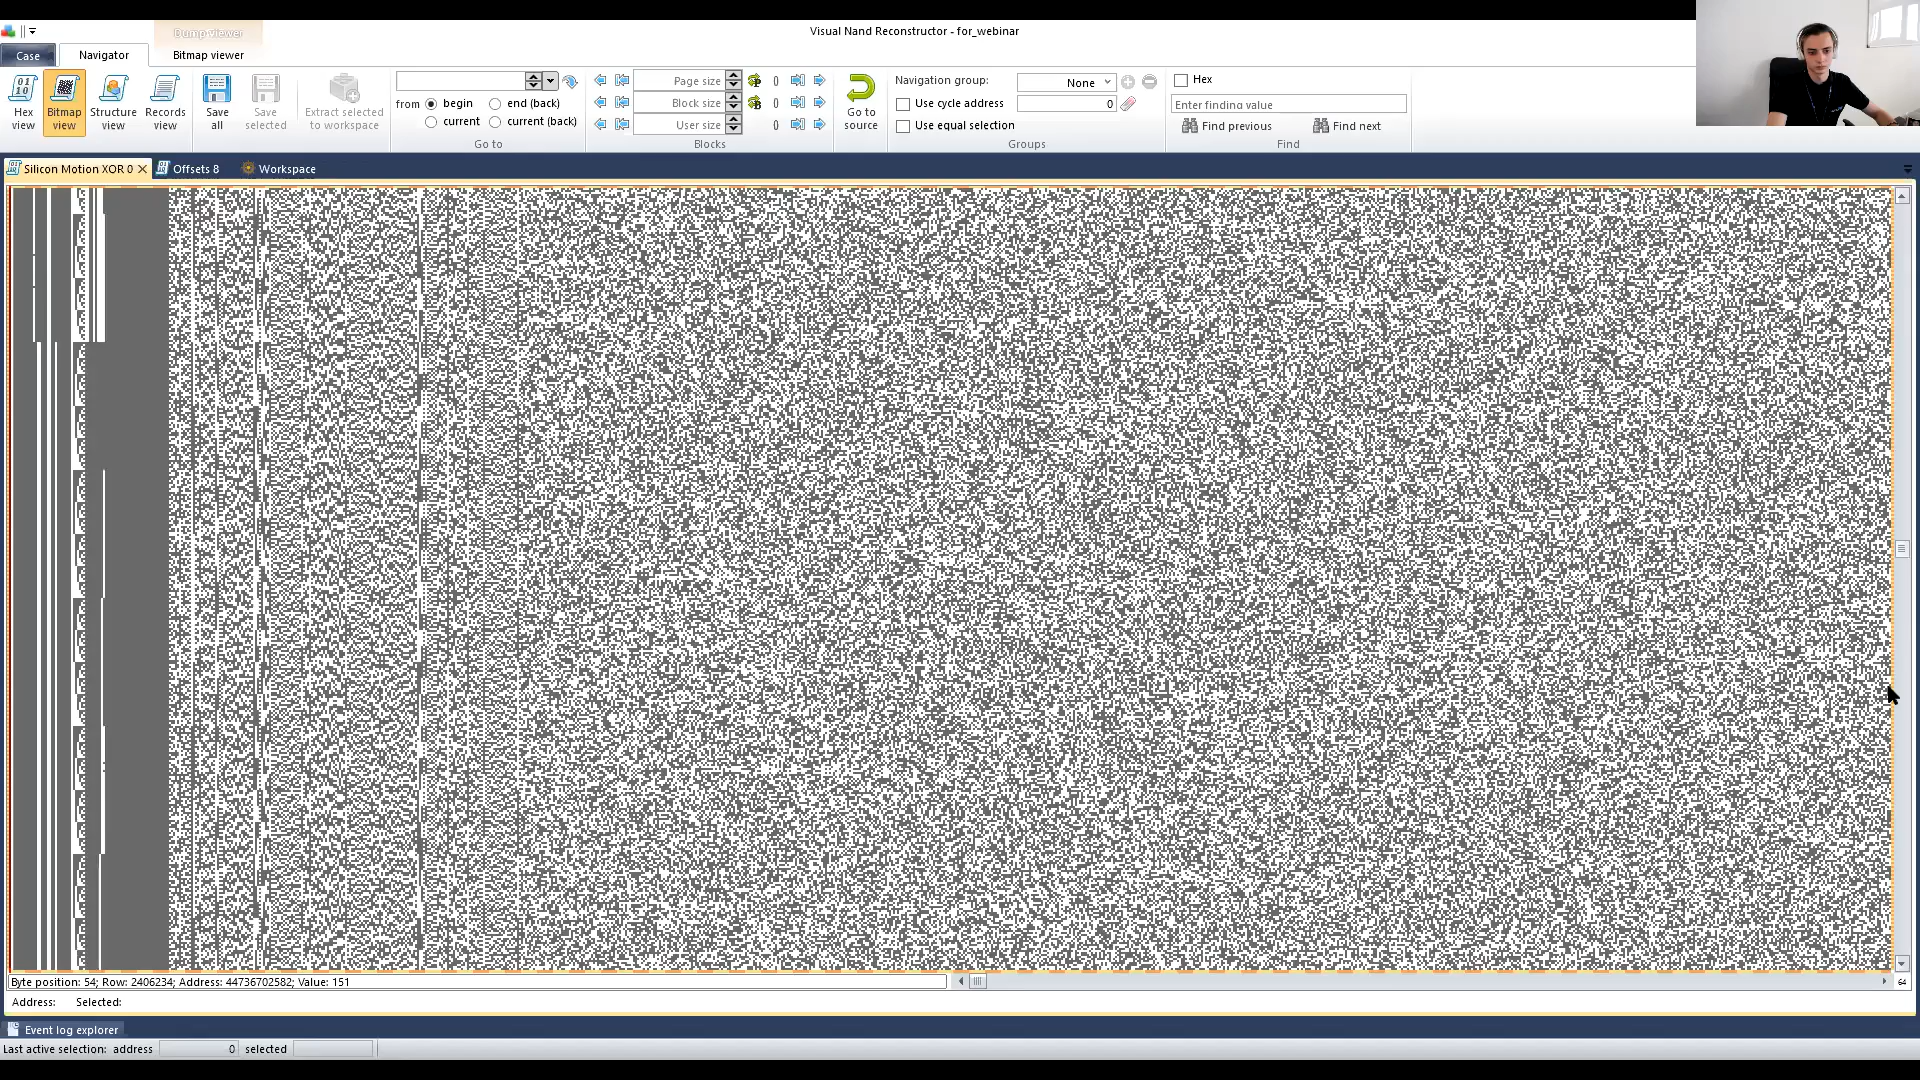 Dump viewer
Visual Nand Reconstructor - for_webinar
Case
Navigator
Bitmap viewer
Hex view
Bitmap view
Structure view
Records view
Save all
Save selected
Extract selected to workspace
from
begin
end (back)
current
current (back)
Go to
Page size
0
Block size
0
User size
0
Blocks
Go to source
Navigation group:
None
Use cycle address
0
Use equal selection
Groups
Hex
Enter finding value
Find previous
Find next
Find
Silicon Motion XOR 0
Offsets 8
Workspace
Byte position: 54; Row: 2406234; Address: 44736702582; Value: 151
64
Address:
Selected:
Event log explorer
Last active selection:
address
0
selected